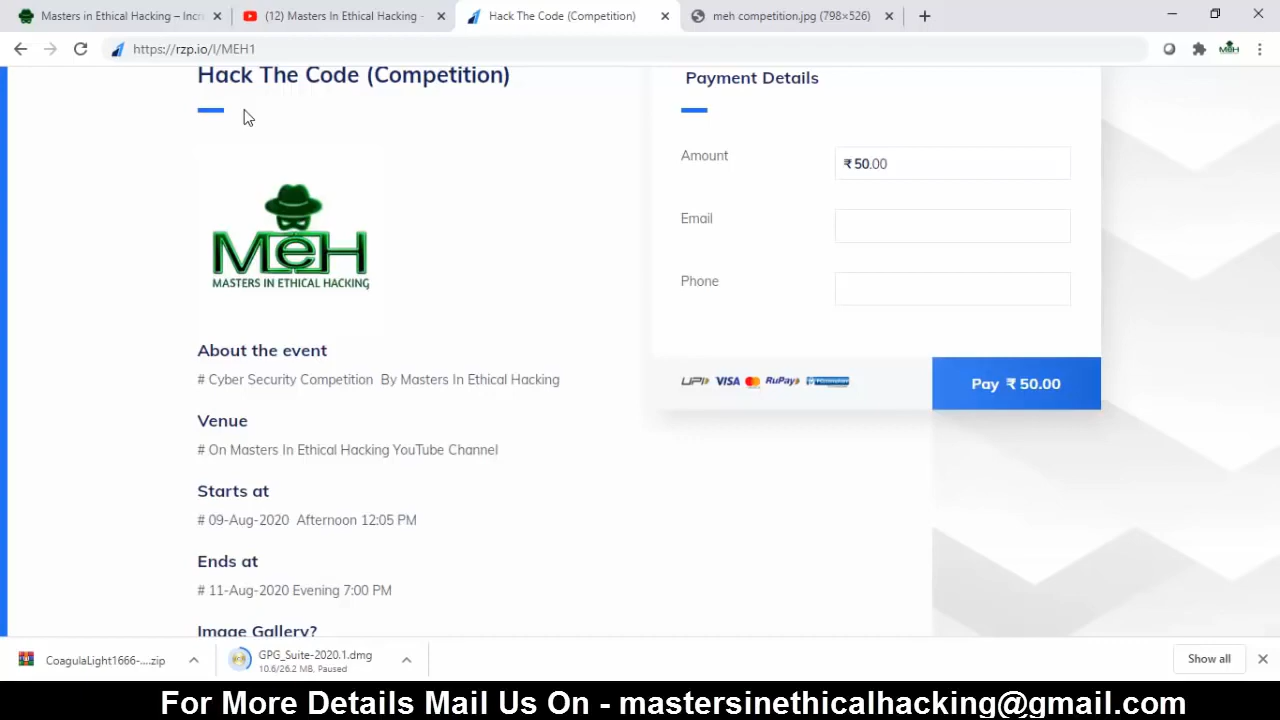 Masters in Ethical Hacking – Incre
(12) Masters In Ethical Hacking -
Hack The Code (Competition)
meh competition.jpg (798×526)
https://rzp.io/l/MEH1
MeH
Hack The Code (Competition)
Payment Details
Amount
₹ 50.00
Email
Phone
MeH
MASTERS IN ETHICAL HACKING
About the event
# Cyber Security Competition By Masters In Ethical Hacking
UPI VISA RuPay
Pay ₹ 50.00
Venue
# On Masters In Ethical Hacking YouTube Channel
Starts at
# 09-Aug-2020 Afternoon 12:05 PM
Ends at
# 11-Aug-2020 Evening 7:00 PM
Image Gallery?
CoagulaLight1666-....zip
GPG_Suite-2020.1.dmg
10.6/26.2 MB, Paused
Show all
For More Details Mail Us On - mastersinethicalhacking@gmail.com